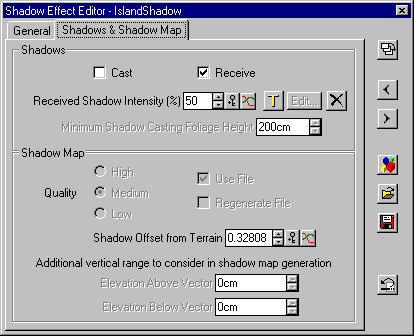 Shadow Effect Editor - IslandShadow
General
Shadows & Shadow Map
Shadows
Cast
Receive
Received Shadow Intensity (%) 50 T Edit...
Minimum Shadow Casting Foliage Height 200cm
Shadow Map
Quality
High
Medium
Low
Use File
Regenerate File
Shadow Offset from Terrain 0.32808
Additional vertical range to consider in shadow map generation
Elevation Above Vector 0cm
Elevation Below Vector 0cm